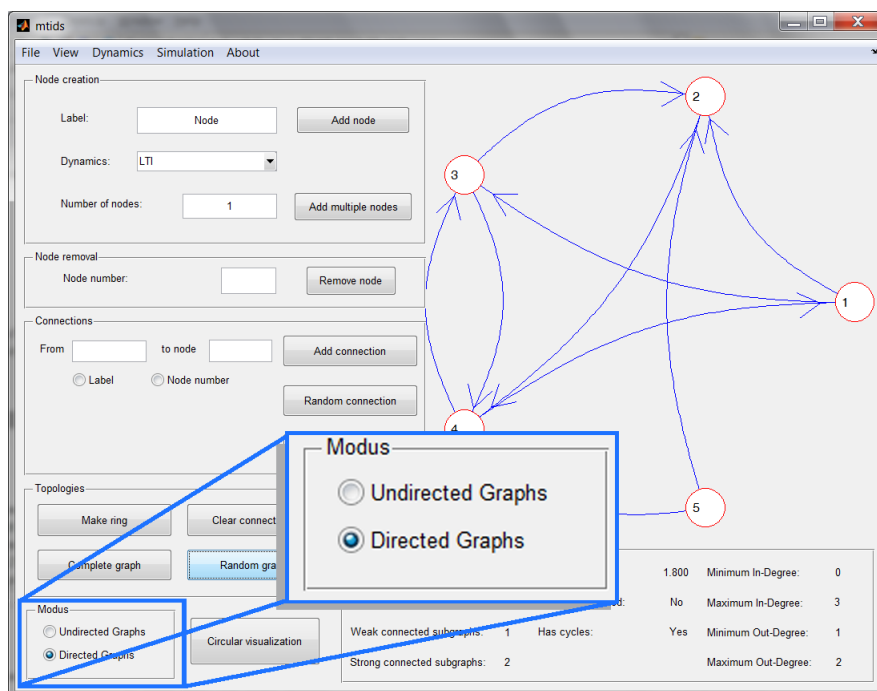 mtids
File View Dynamics Simulation About
Node creation
Label: Node Add node
Dynamics: LTI
Number of nodes: 1 Add multiple nodes
Node removal
Node number: Remove node
Connections
From to node Add connection
Label Node number
Random connection
Topologies
Make ring Clear connect
Complete graph Random gra
Modus
Undirected Graphs
Directed Graphs
Circular visualization
2
3
1
4
5
Modus
Undirected Graphs
Directed Graphs
1.800 Minimum In-Degree: 0
No Maximum In-Degree: 3
Weak connected subgraphs: 1 Has cycles: Yes Minimum Out-Degree: 1
Strong connected subgraphs: 2 Maximum Out-Degree: 2